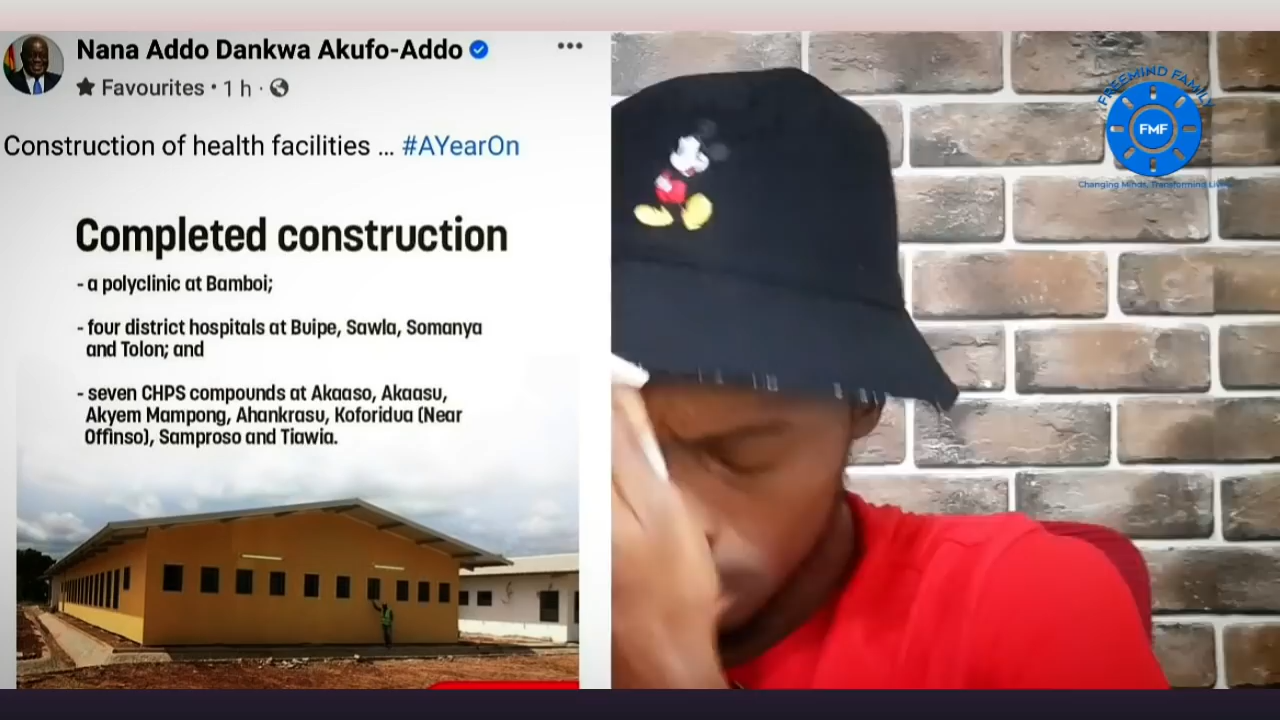 Nana Addo Dankwa Akufo-Addo
Favourites · 1 h ·
Construction of health facilities ... #AYearOn
Completed construction
- a polyclinic at Bamboi;
- four district hospitals at Buipe, Sawla, Somanya
and Tolon; and
- seven CHPS compounds at Akaaso, Akaasu,
Akyem Mampong, Ahankrasu, Koforidua (Near
Offinso), Samproso and Tiawia.
FREEMIND FAMILY
FMF
Changing Minds, Transforming Lives